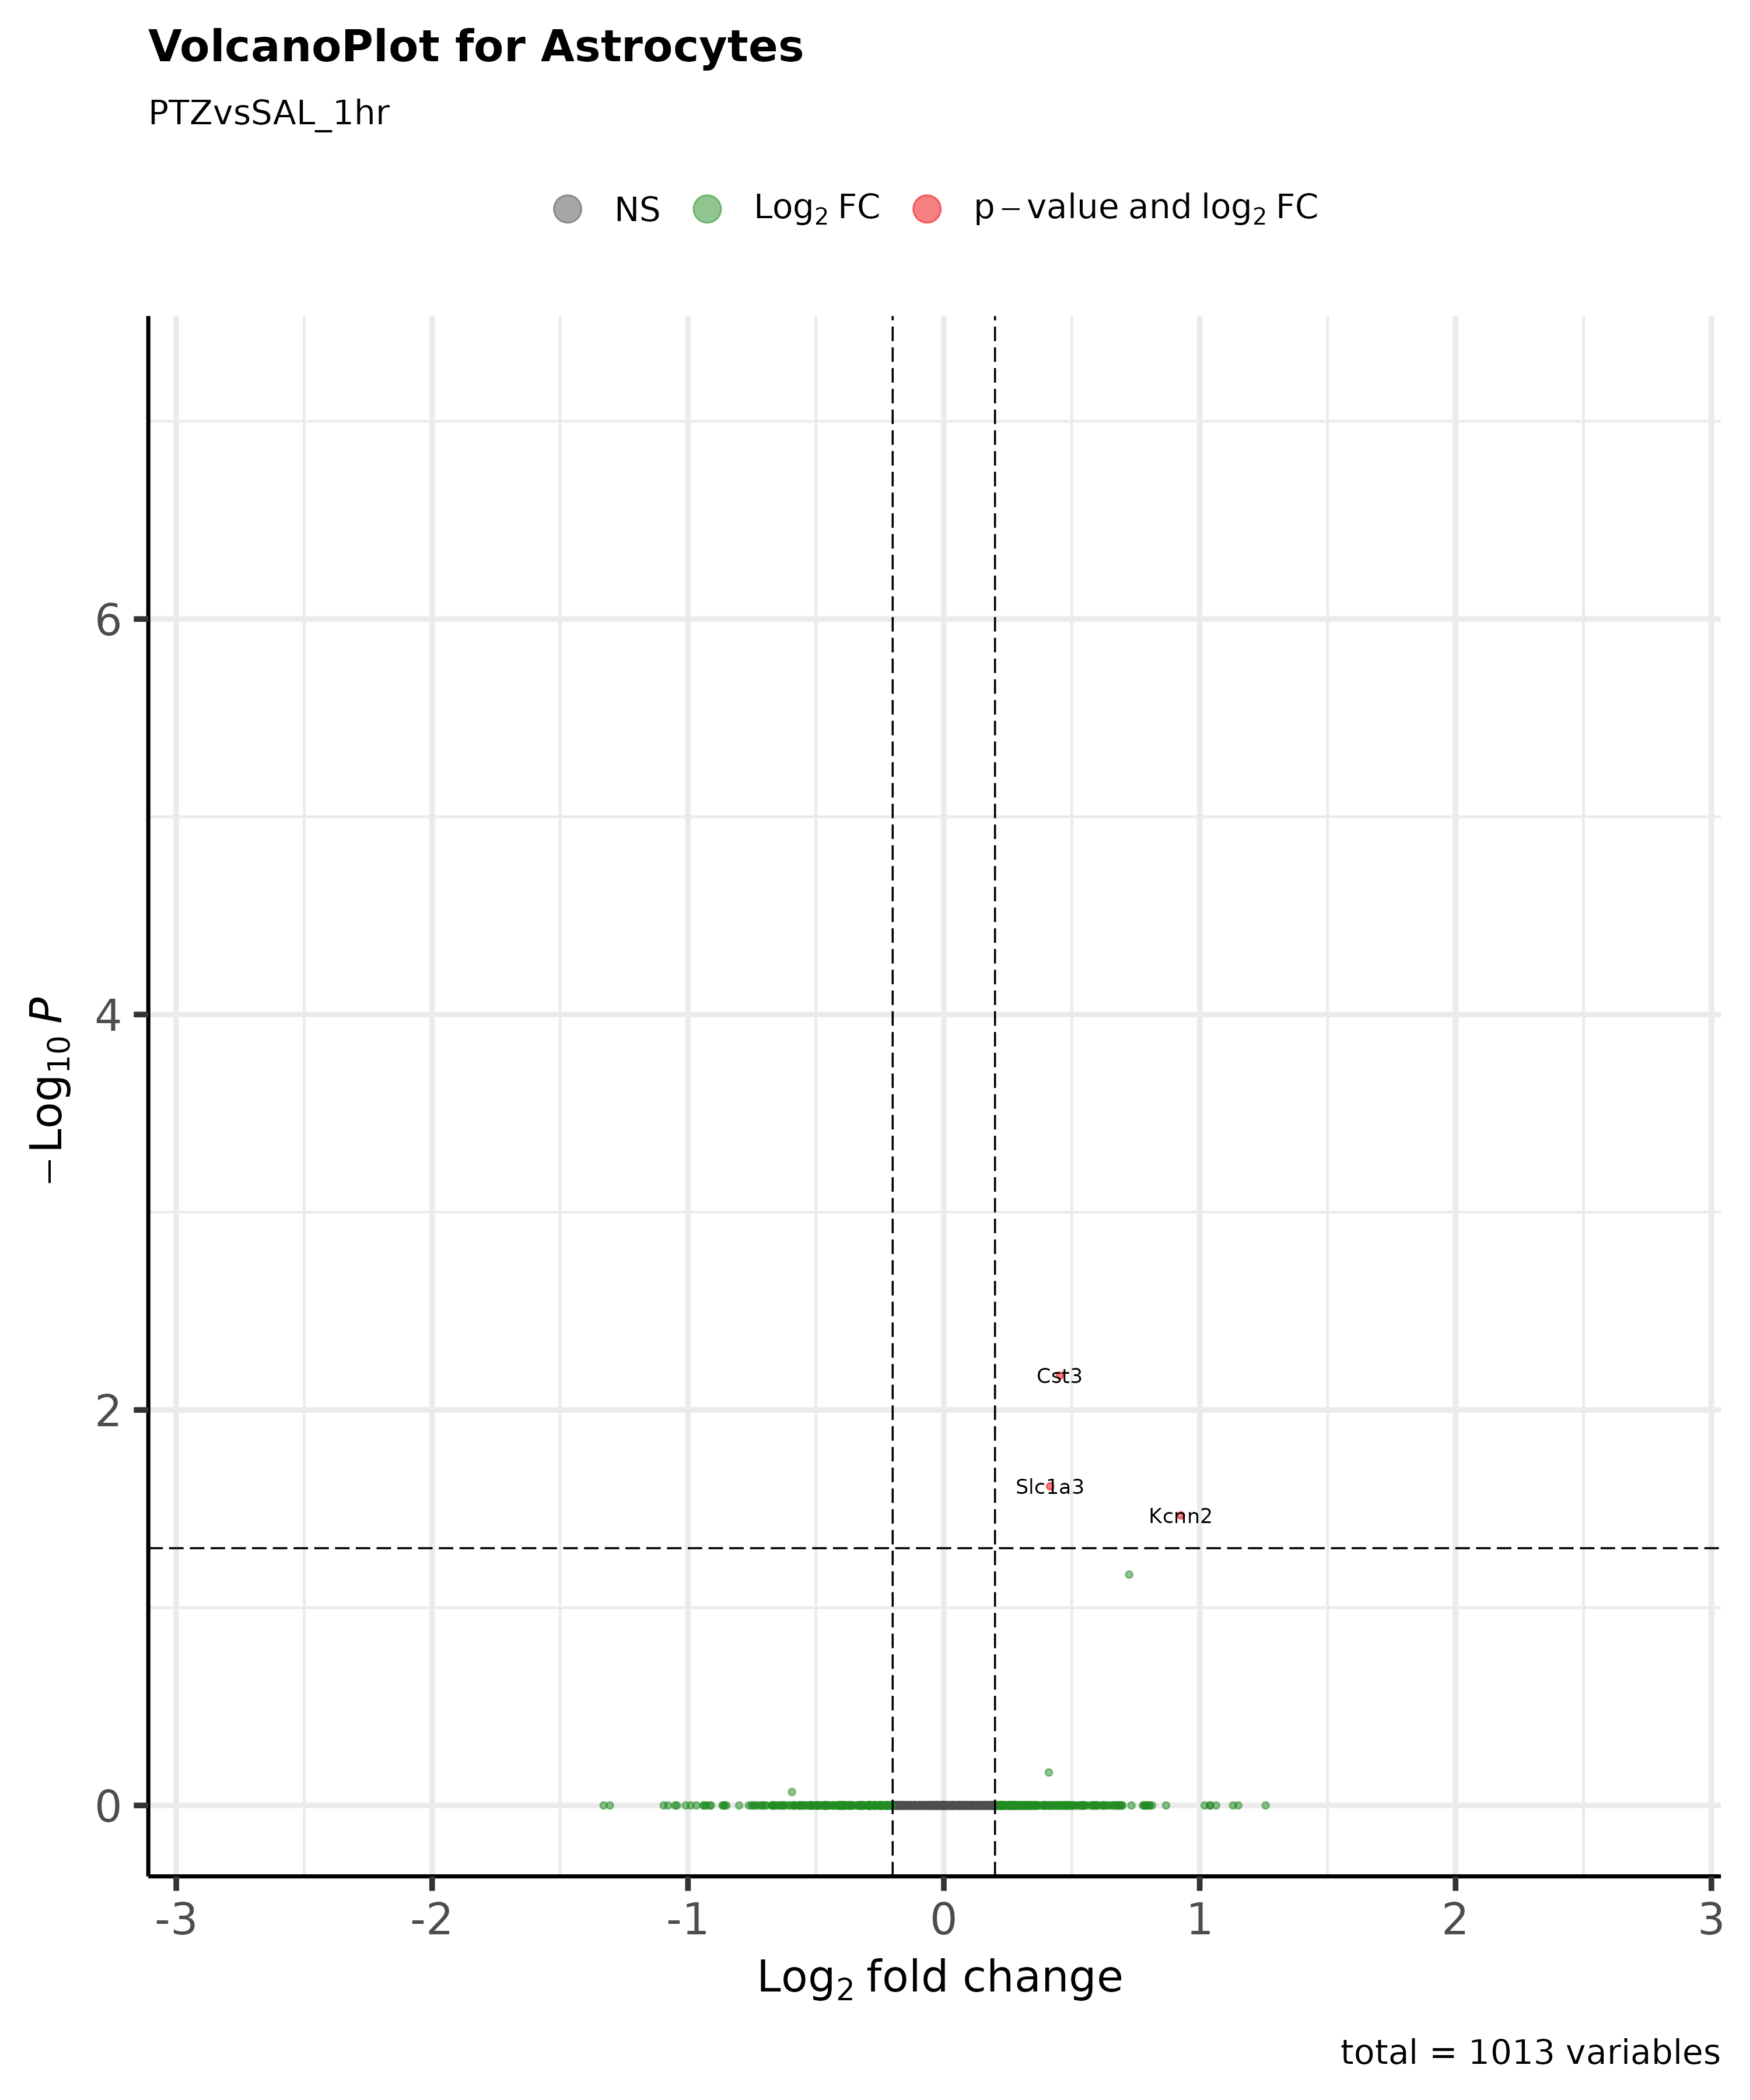 VolcanoPlot for Astrocytes
PTZvsSAL_1hr
NS Log₂ FC p − value and log₂ FC
6
4
2
0
−Log₁₀ P
Cst3
Slc1a3
Kcnn2
-3 -2 -1 0 1 2 3
Log₂ fold change
total = 1013 variables